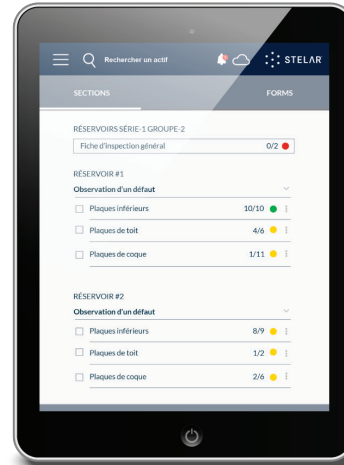 Rechercher un actif
STELAR
SECTIONS FORMS
RÉSERVOIRS SÉRIE-1 GROUPE-2
Fiche d'inspection général 0/2
RÉSERVOIR #1
Observation d'un défaut
Plaques inférieurs 10/10
Plaques de toit 4/6
Plaques de coque 1/11
RÉSERVOIR #2
Observation d'un défaut
Plaques inférieurs 8/9
Plaques de toit 1/2
Plaques de coque 2/6